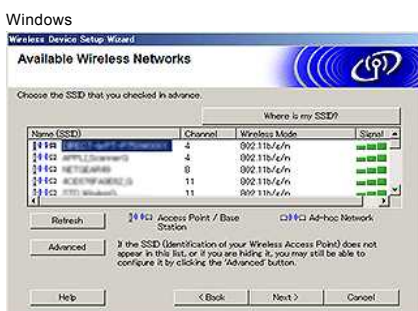 Windows
Wireless Device Setup Wizard
Available Wireless Networks
Choose the SSID that you checked in advance.
Where is my SSID?
Name (SSID) Channel Wireless Mode Signal
4 802.11b/g/n
4 802.11b/g/n
NETGEAR 8 802.11b/g/n
11 802.11b/g/n
11 802.11b/g/n
Refresh
Access Point / Base Station Ad-hoc Network
Advanced
If the SSID (Identification of your Wireless Access Point) does not
appear in this list, or if you are hiding it, you may still be able to
configure it by clicking the 'Advanced' button.
Help < Back Next > Cancel